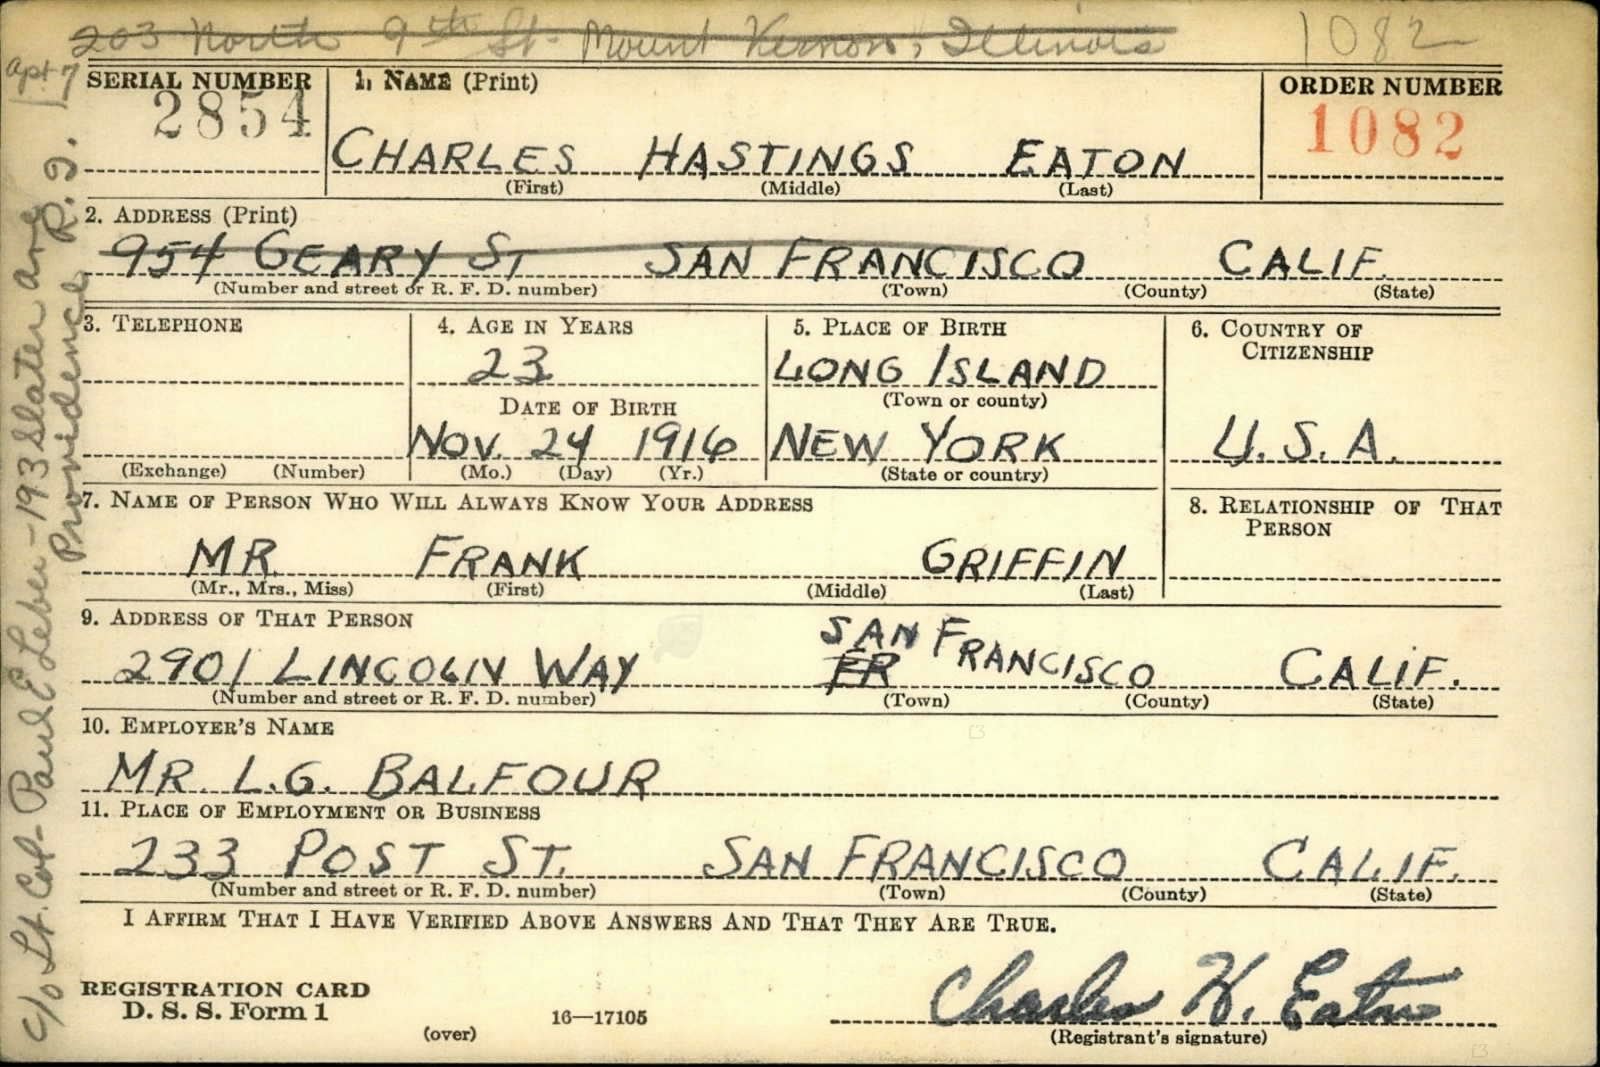 203 North 9th St. Mount Vernon, Illinois 1082
Apt 7
SERIAL NUMBER 1. NAME (Print) ORDER NUMBER
2854 CHARLES HASTINGS EATON 1082
(First) (Middle) (Last)
2. ADDRESS (Print)
954 GEARY ST SAN FRANCISCO CALIF.
(Number and street or R. F. D. number) (Town) (County) (State)
3. TELEPHONE 4. AGE IN YEARS 5. PLACE OF BIRTH 6. COUNTRY OF
CITIZENSHIP
23 LONG ISLAND
DATE OF BIRTH (Town or county)
NOV. 24 1916 NEW YORK U.S.A.
(Exchange) (Number) (Mo.) (Day) (Yr.) (State or country)
7. NAME OF PERSON WHO WILL ALWAYS KNOW YOUR ADDRESS 8. RELATIONSHIP OF THAT
PERSON
MR. FRANK GRIFFIN
(Mr., Mrs., Miss) (First) (Middle) (Last)
9. ADDRESS OF THAT PERSON
2901 LINCOLN WAY FR SAN FRANCISCO CALIF.
(Number and street or R. F. D. number) (Town) (County) (State)
10. EMPLOYER'S NAME
MR. L.G. BALFOUR
11. PLACE OF EMPLOYMENT OR BUSINESS
233 POST ST. SAN FRANCISCO CALIF.
(Number and street or R. F. D. number) (Town) (County) (State)
I AFFIRM THAT I HAVE VERIFIED ABOVE ANSWERS AND THAT THEY ARE TRUE.
REGISTRATION CARD
D. S. S. Form 1
(over) 16—17105
Charles H. Eaton
(Registrant's signature)
c/o Lt. Col- Paul E Leber - 193 Slater Ave
Providence R. I.